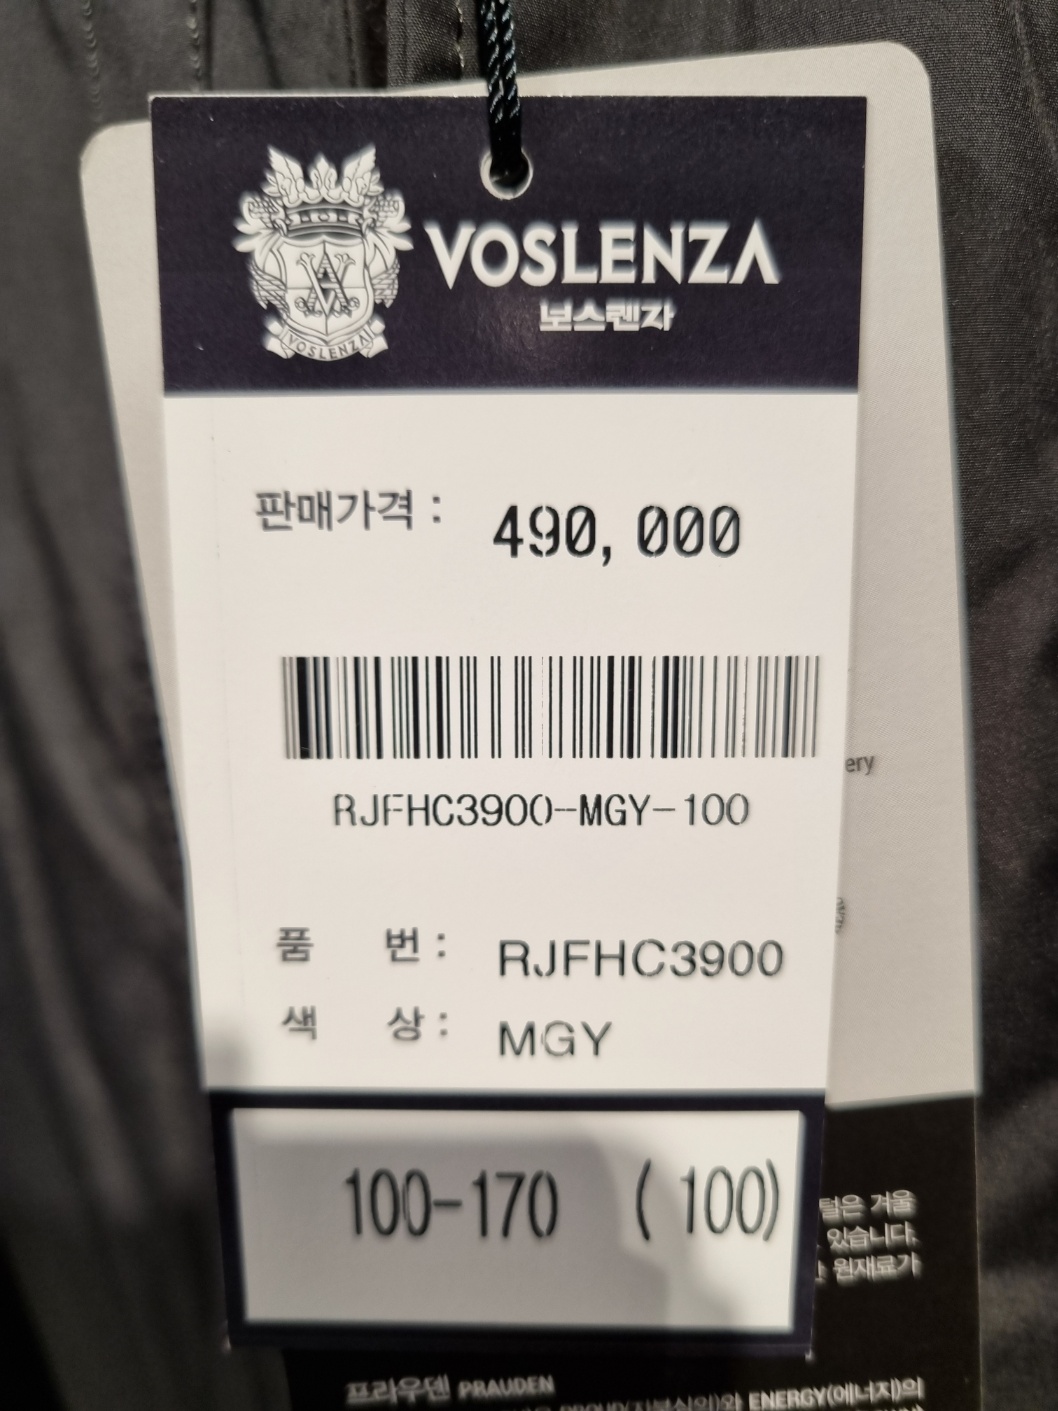 VOSLENZA
VOSLENZA
보스렌자
판매가격 : 490,000
ery
RJFHC3900-MGY-100
품 번 : RJFHC3900
색 상 : MGY
100-170 ( 100)
털은 겨울
있습니다.
원재료가
프라우덴 PRAUDEN
ENERGY(에너지)의